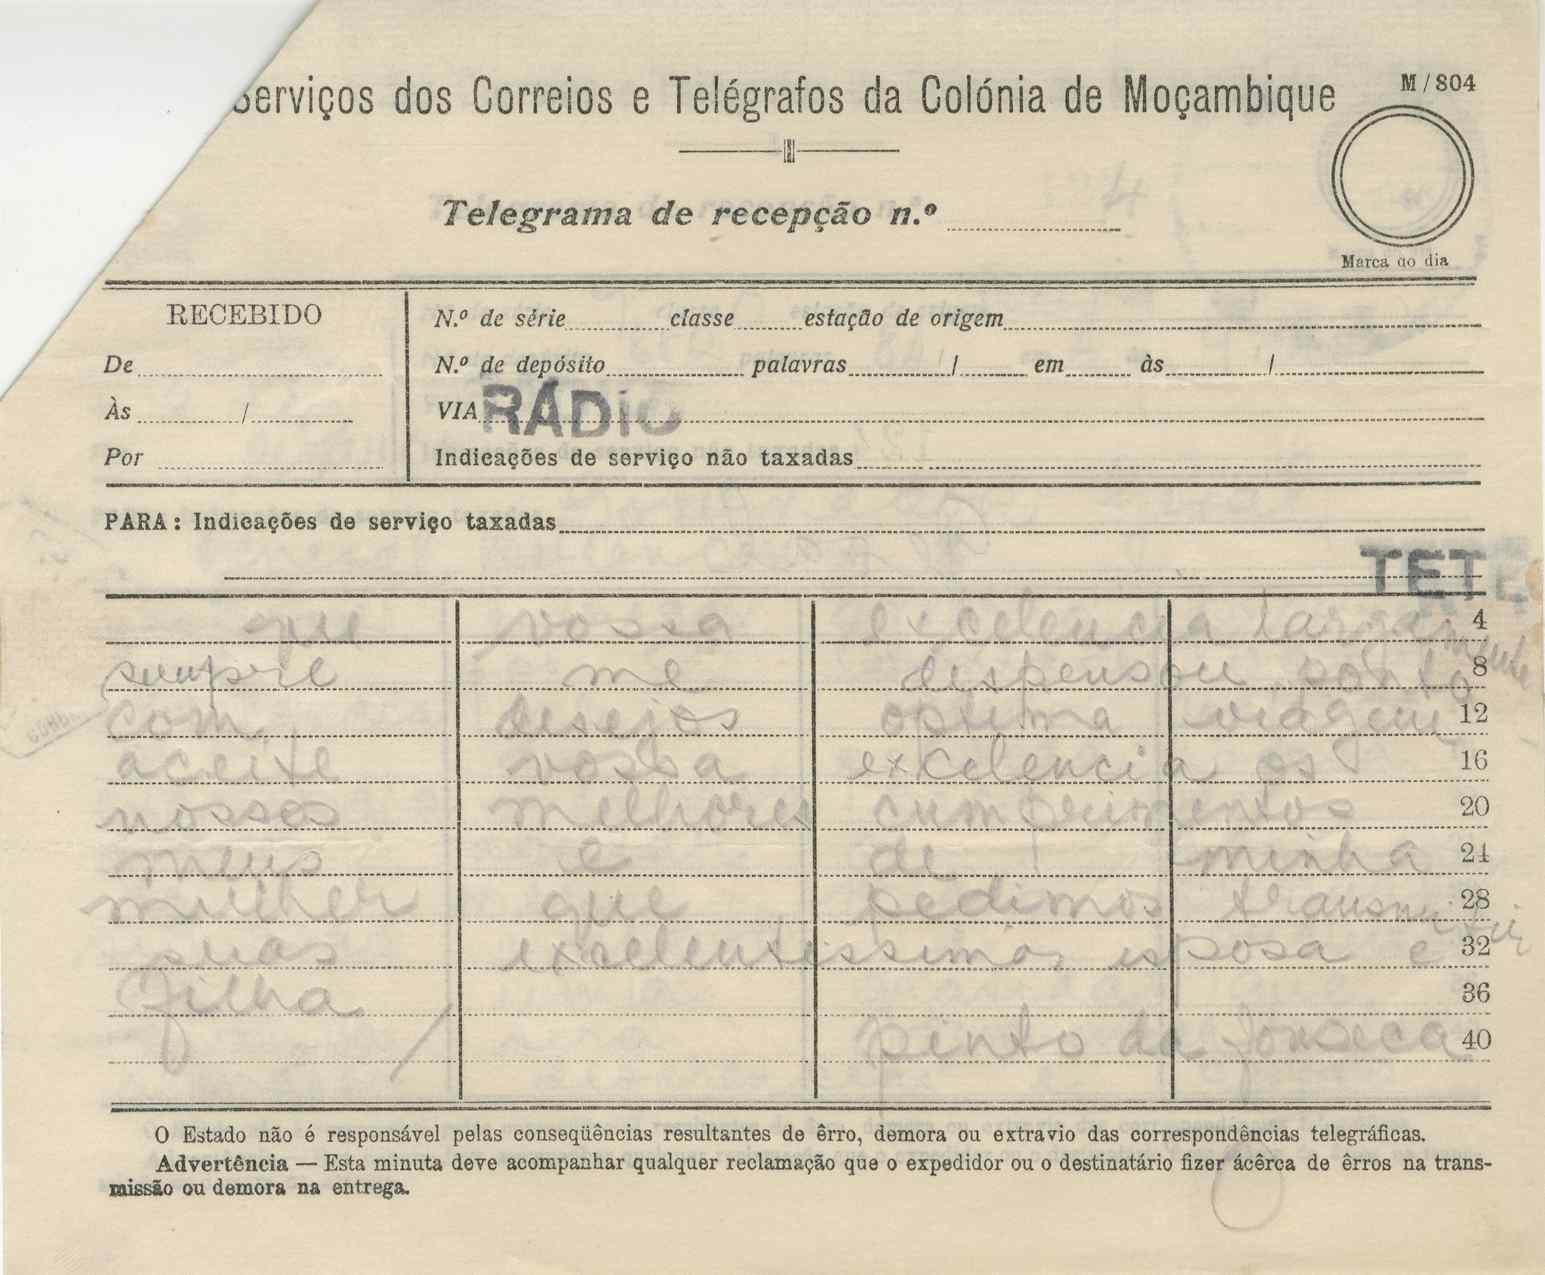 Serviços dos Correios e Telégrafos da Colónia de Moçambique
M/804
Telegrama de recepção n.º
Marca do dia
RECEBIDO
De
Às /
Por
N.º de série classe estação de origem
N.º de depósito palavras / em às /
VIA RÁDIO
Indicações de serviço não taxadas
PARA: Indicações de serviço taxadas
TETE
que vossa excelencia largamente 4
sempre me dispensou ponto 8
com desejos optima viagem 12
aceite vossa excelencia os 16
nossos melhores cumprimentos 20
meus e de minha 24
mulher que pedimos transmitir 28
suas excelentissimas esposa e 32
filha 36
pinto da fonseca 40
O Estado não é responsável pelas conseqüências resultantes de êrro, demora ou extravio das correspondências telegráficas.
Advertência — Esta minuta deve acompanhar qualquer reclamação que o expedidor ou o destinatário fizer ácêrca de êrros na trans-
missão ou demora na entrega.